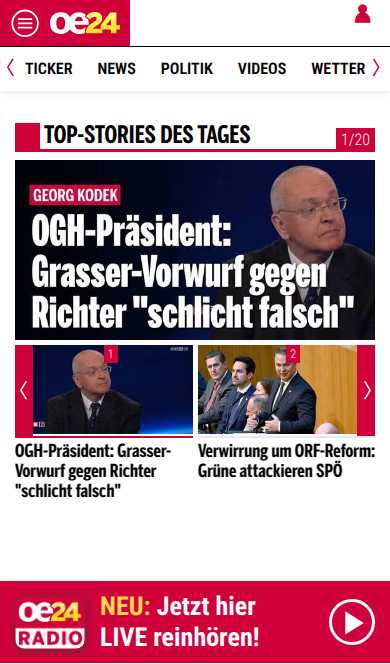 oe24
TICKER NEWS POLITIK VIDEOS WETTER
TOP-STORIES DES TAGES
1/20
GEORG KODEK
OGH-Präsident:
Grasser-Vorwurf gegen
Richter "schlicht falsch"
1
2
OGH-Präsident: Grasser-
Vorwurf gegen Richter
"schlicht falsch"
Verwirrung um ORF-Reform:
Grüne attackieren SPÖ
oe24
RADIO
NEU: Jetzt hier
LIVE reinhören!